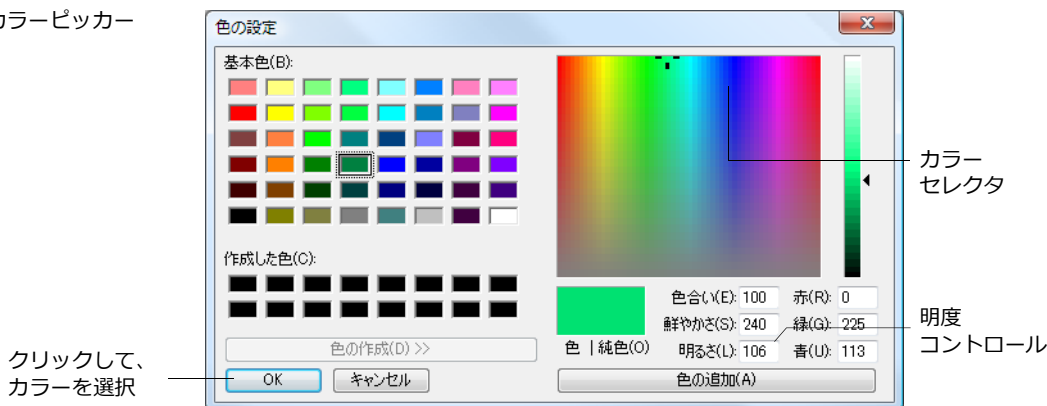 カラーピッカー
色の設定
基本色(B):
作成した色(C):
色の作成(D) >>
OK
キャンセル
色 | 純色(O)
色合い(E): 100
赤(R): 0
鮮やかさ(S): 240
緑(G): 225
明るさ(L): 106
青(U): 113
色の追加(A)
カラー
セレクタ
明度
コントロール
クリックして、
カラーを選択